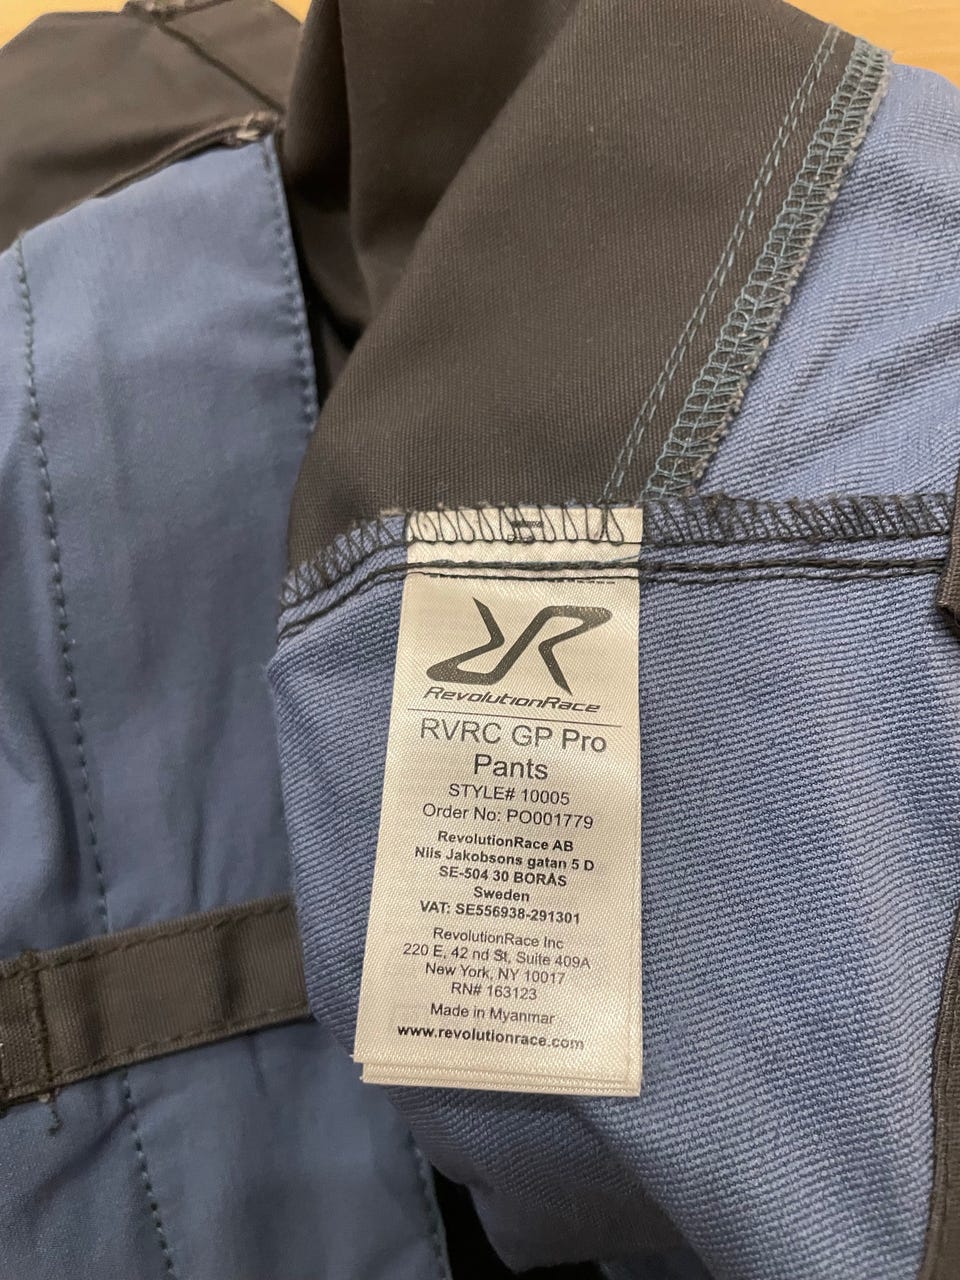 RevolutionRace
RVRC GP Pro
Pants
STYLE# 10005
Order No: PO001779
RevolutionRace AB
Nils Jakobsons gatan 5 D
SE-504 30 BORÅS
Sweden
VAT: SE556938-291301
RevolutionRace Inc
220 E, 42 nd St, Suite 409A
New York, NY 10017
RN# 163123
Made in Myanmar
www.revolutionrace.com